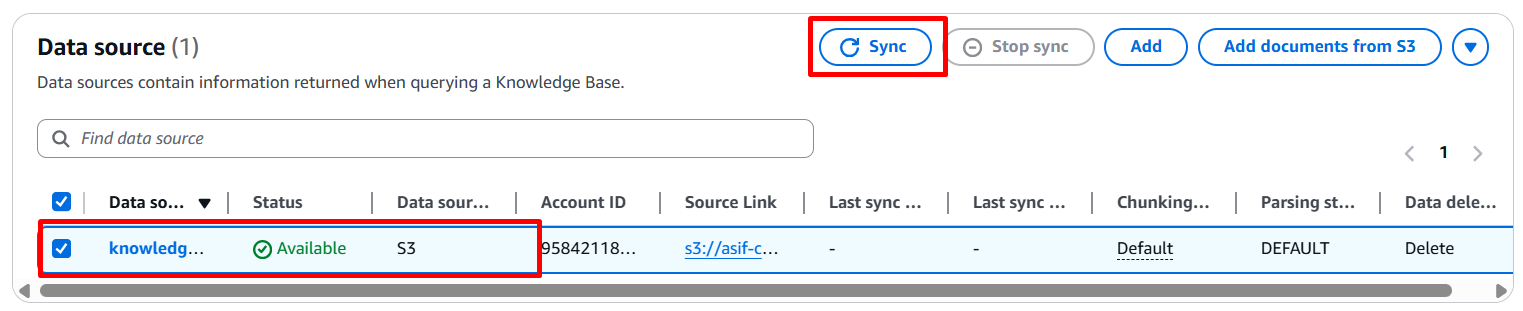 Data source (1)
Sync
Stop sync
Add
Add documents from S3
Data sources contain information returned when querying a Knowledge Base.
Find data source
1
Data so... Status Data sour... Account ID Source Link Last sync ... Last sync ... Chunking... Parsing st... Data dele...
knowledg... Available S3 95842118... s3://asif-c... - - Default DEFAULT Delete